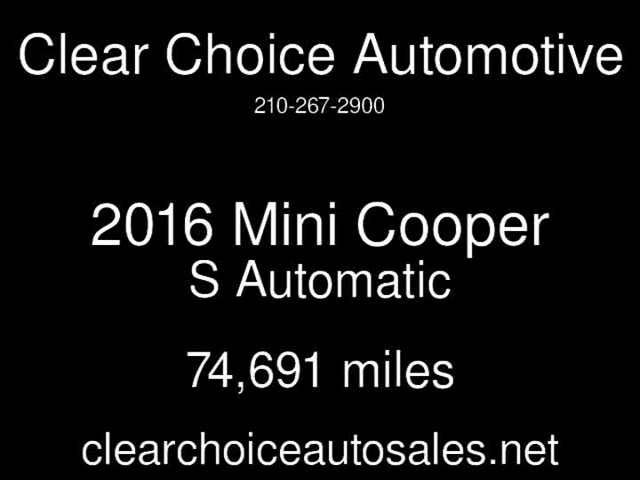 Clear Choice Automotive
210-267-2900
2016 Mini Cooper
S Automatic
74,691 miles
clearchoiceautosales.net